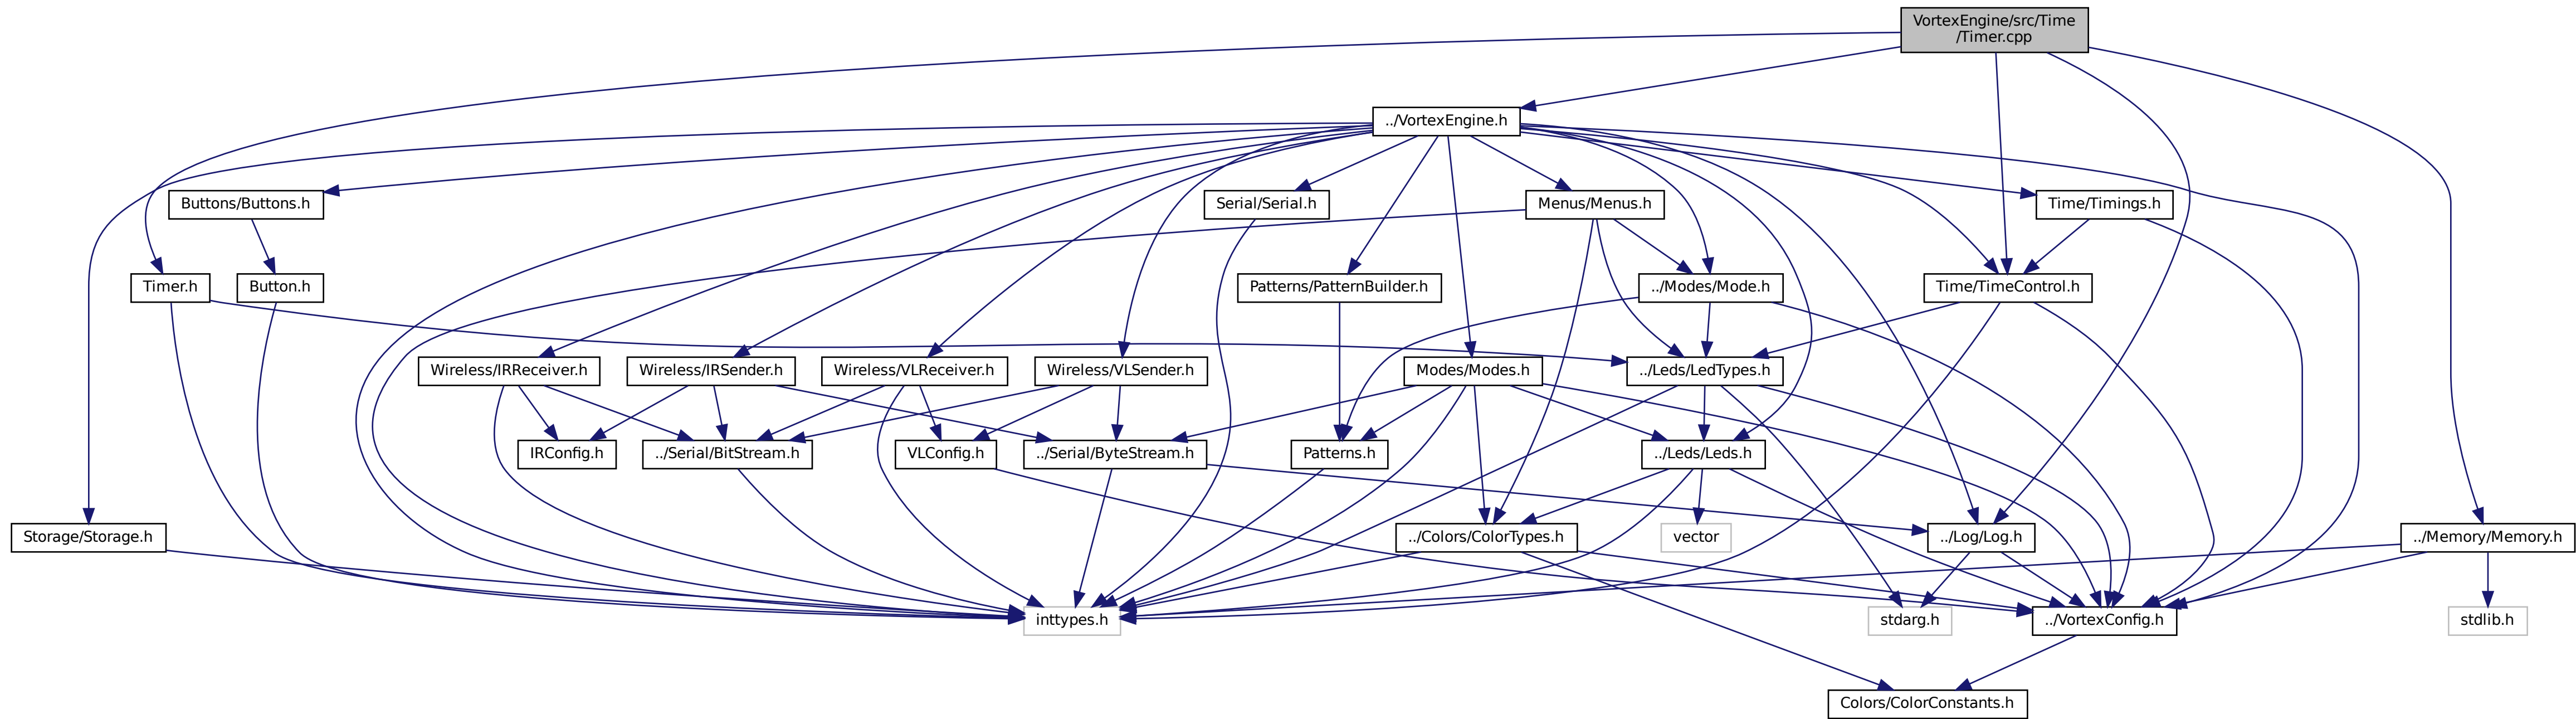 VortexEngine/src/Time
/Timer.cpp
../VortexEngine.h
Buttons/Buttons.h
Serial/Serial.h
Menus/Menus.h
Time/Timings.h
Timer.h
Button.h
Patterns/PatternBuilder.h
../Modes/Mode.h
Time/TimeControl.h
Wireless/IRReceiver.h
Wireless/IRSender.h
Wireless/VLReceiver.h
Wireless/VLSender.h
Modes/Modes.h
../Leds/LedTypes.h
IRConfig.h
../Serial/BitStream.h
VLConfig.h
../Serial/ByteStream.h
Patterns.h
../Leds/Leds.h
Storage/Storage.h
../Colors/ColorTypes.h
vector
../Log/Log.h
../Memory/Memory.h
inttypes.h
stdarg.h
../VortexConfig.h
stdlib.h
Colors/ColorConstants.h